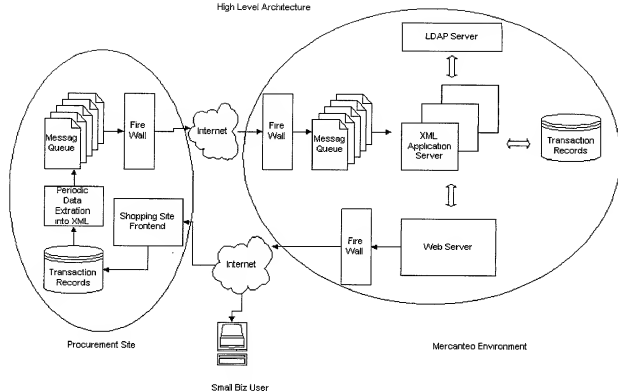 High Level Architecture
LDAP Server
Messag
Queue
Fire
Wall
Internet
Fire
Wall
Messag
Queue
XML
Application
Server
Transaction
Records
Periodic
Data
Extration
into XML
Shopping Site
Frontend
Transaction
Records
Internet
Fire
Wall
Web Server
Procurement Site
Mercanteo Environment
Small Biz User